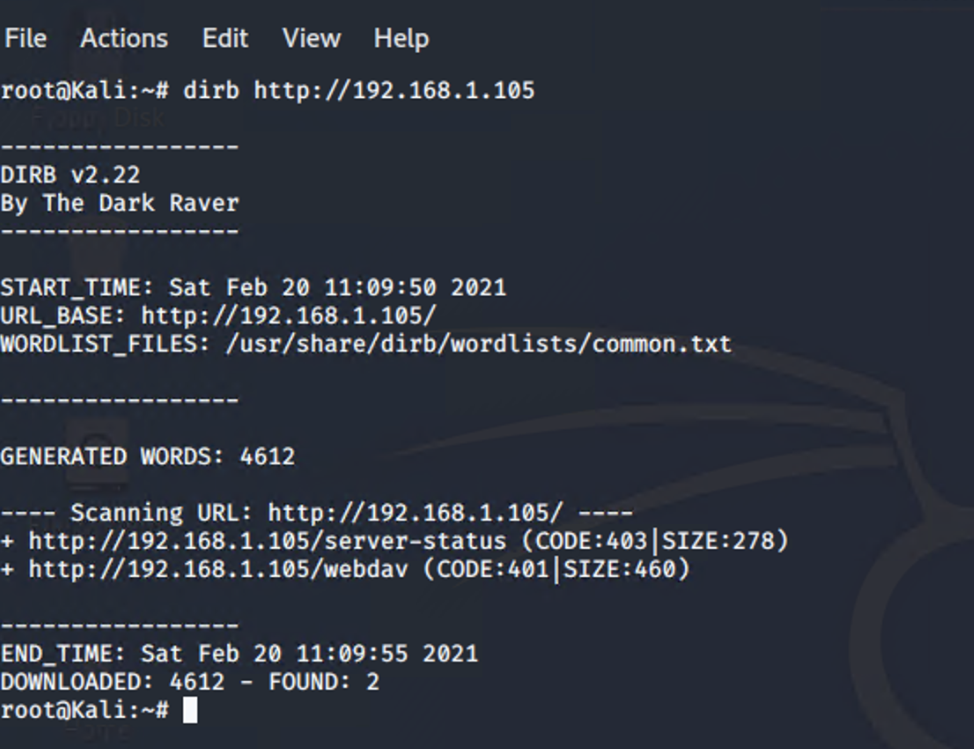 File Actions Edit View Help
root@Kali:~# dirb http://192.168.1.105
-----------------
DIRB v2.22
By The Dark Raver
-----------------
START_TIME: Sat Feb 20 11:09:50 2021
URL_BASE: http://192.168.1.105/
WORDLIST_FILES: /usr/share/dirb/wordlists/common.txt
-----------------
GENERATED WORDS: 4612
---- Scanning URL: http://192.168.1.105/ ----
+ http://192.168.1.105/server-status (CODE:403|SIZE:278)
+ http://192.168.1.105/webdav (CODE:401|SIZE:460)
-----------------
END_TIME: Sat Feb 20 11:09:55 2021
DOWNLOADED: 4612 - FOUND: 2
root@Kali:~#